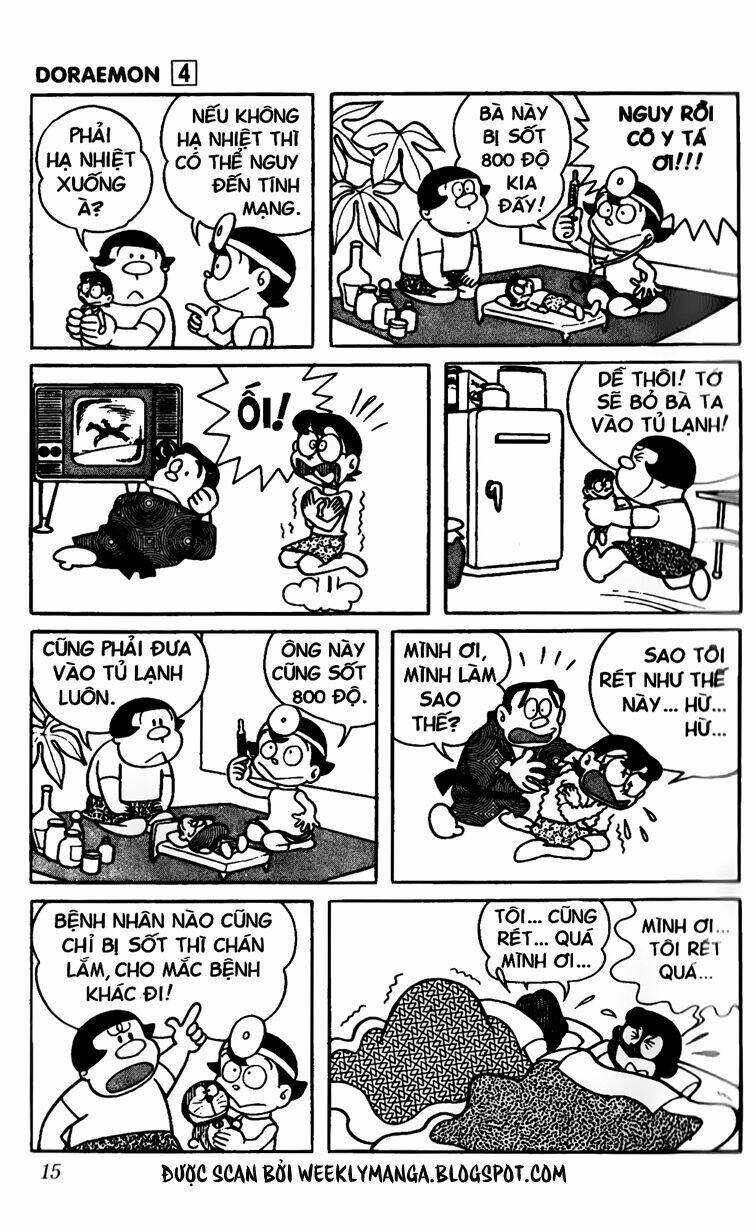 DORAEMON 4
PHẢI
HẠ NHIỆT
XUỐNG
À?
NẾU KHÔNG
HẠ NHIỆT THÌ
CÓ THỂ NGUY
ĐẾN TÍNH
MẠNG.
BÀ NÀY
BỊ SỐT
800 ĐỘ
KIA
ĐẤY!
NGUY RỒI
CÔ Y TÁ
ƠI!!!
ỐI!
DỄ THÔI! TỚ
SẼ BỎ BÀ TA
VÀO TỦ LẠNH!
CŨNG PHẢI ĐƯA
VÀO TỦ LẠNH
LUÔN.
ÔNG NÀY
CŨNG SỐT
800 ĐỘ.
MÌNH ƠI,
MÌNH LÀM
SAO
THẾ?
SAO TÔI
RÉT NHƯ THẾ
NÀY... HỪ...
HỪ...
BỆNH NHÂN NÀO CŨNG
CHỈ BỊ SỐT THÌ CHÁN
LẮM, CHO MẮC BỆNH
KHÁC ĐI!
TÔI... CŨNG
RÉT... QUÁ
MÌNH ƠI...
MÌNH ƠI...
TÔI RÉT
QUÁ...
15
ĐƯỢC SCAN BỞI WEEKLYMANGA.BLOGSPOT.COM